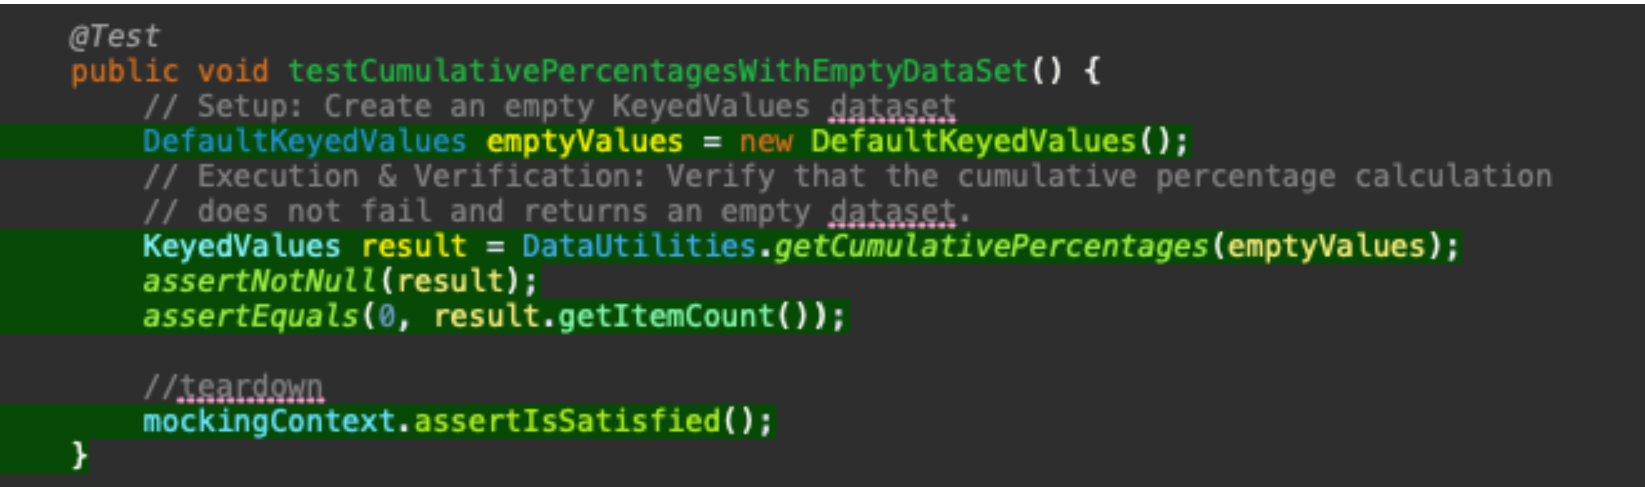 @Test
public void testCumulativePercentagesWithEmptyDataSet() {
// Setup: Create an empty KeyedValues dataset
DefaultKeyedValues emptyValues = new DefaultKeyedValues();
// Execution & Verification: Verify that the cumulative percentage calculation
// does not fail and returns an empty dataset.
KeyedValues result = DataUtilities.getCumulativePercentages(emptyValues);
assertNotNull(result);
assertEquals(0, result.getItemCount());
//teardown
mockingContext.assertIsSatisfied();
}